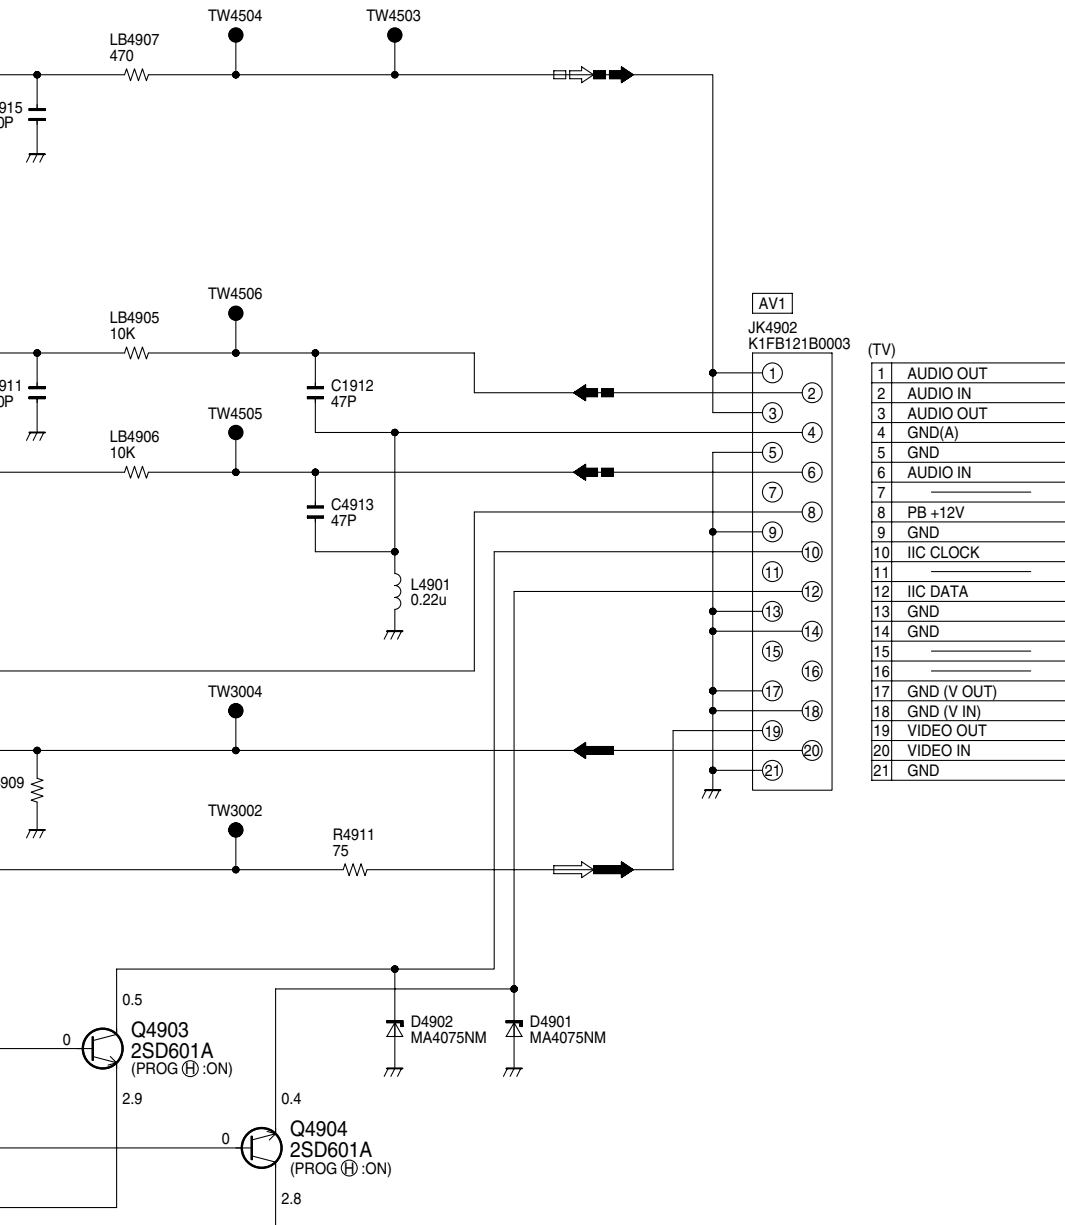 TW4504
TW4503
LB4907
470
915
0P
TW4506
LB4905
10K
911
0P
C1912
47P
TW4505
LB4906
10K
C4913
47P
L4901
0.22u
AV1
JK4902
K1FB121B0003
(TV)
1
2
3
4
5
6
7
8
9
10
11
12
13
14
15
16
17
18
19
20
21
1 AUDIO OUT
2 AUDIO IN
3 AUDIO OUT
4 GND(A)
5 GND
6 AUDIO IN
7
8 PB +12V
9 GND
10 IIC CLOCK
11
12 IIC DATA
13 GND
14 GND
15
16
17 GND (V OUT)
18 GND (V IN)
19 VIDEO OUT
20 VIDEO IN
21 GND
TW3004
909
TW3002
R4911
75
0.5
0
Q4903
2SD601A
(PROG Ⓗ :ON)
2.9
D4902
MA4075NM
D4901
MA4075NM
0.4
0
Q4904
2SD601A
(PROG Ⓗ :ON)
2.8